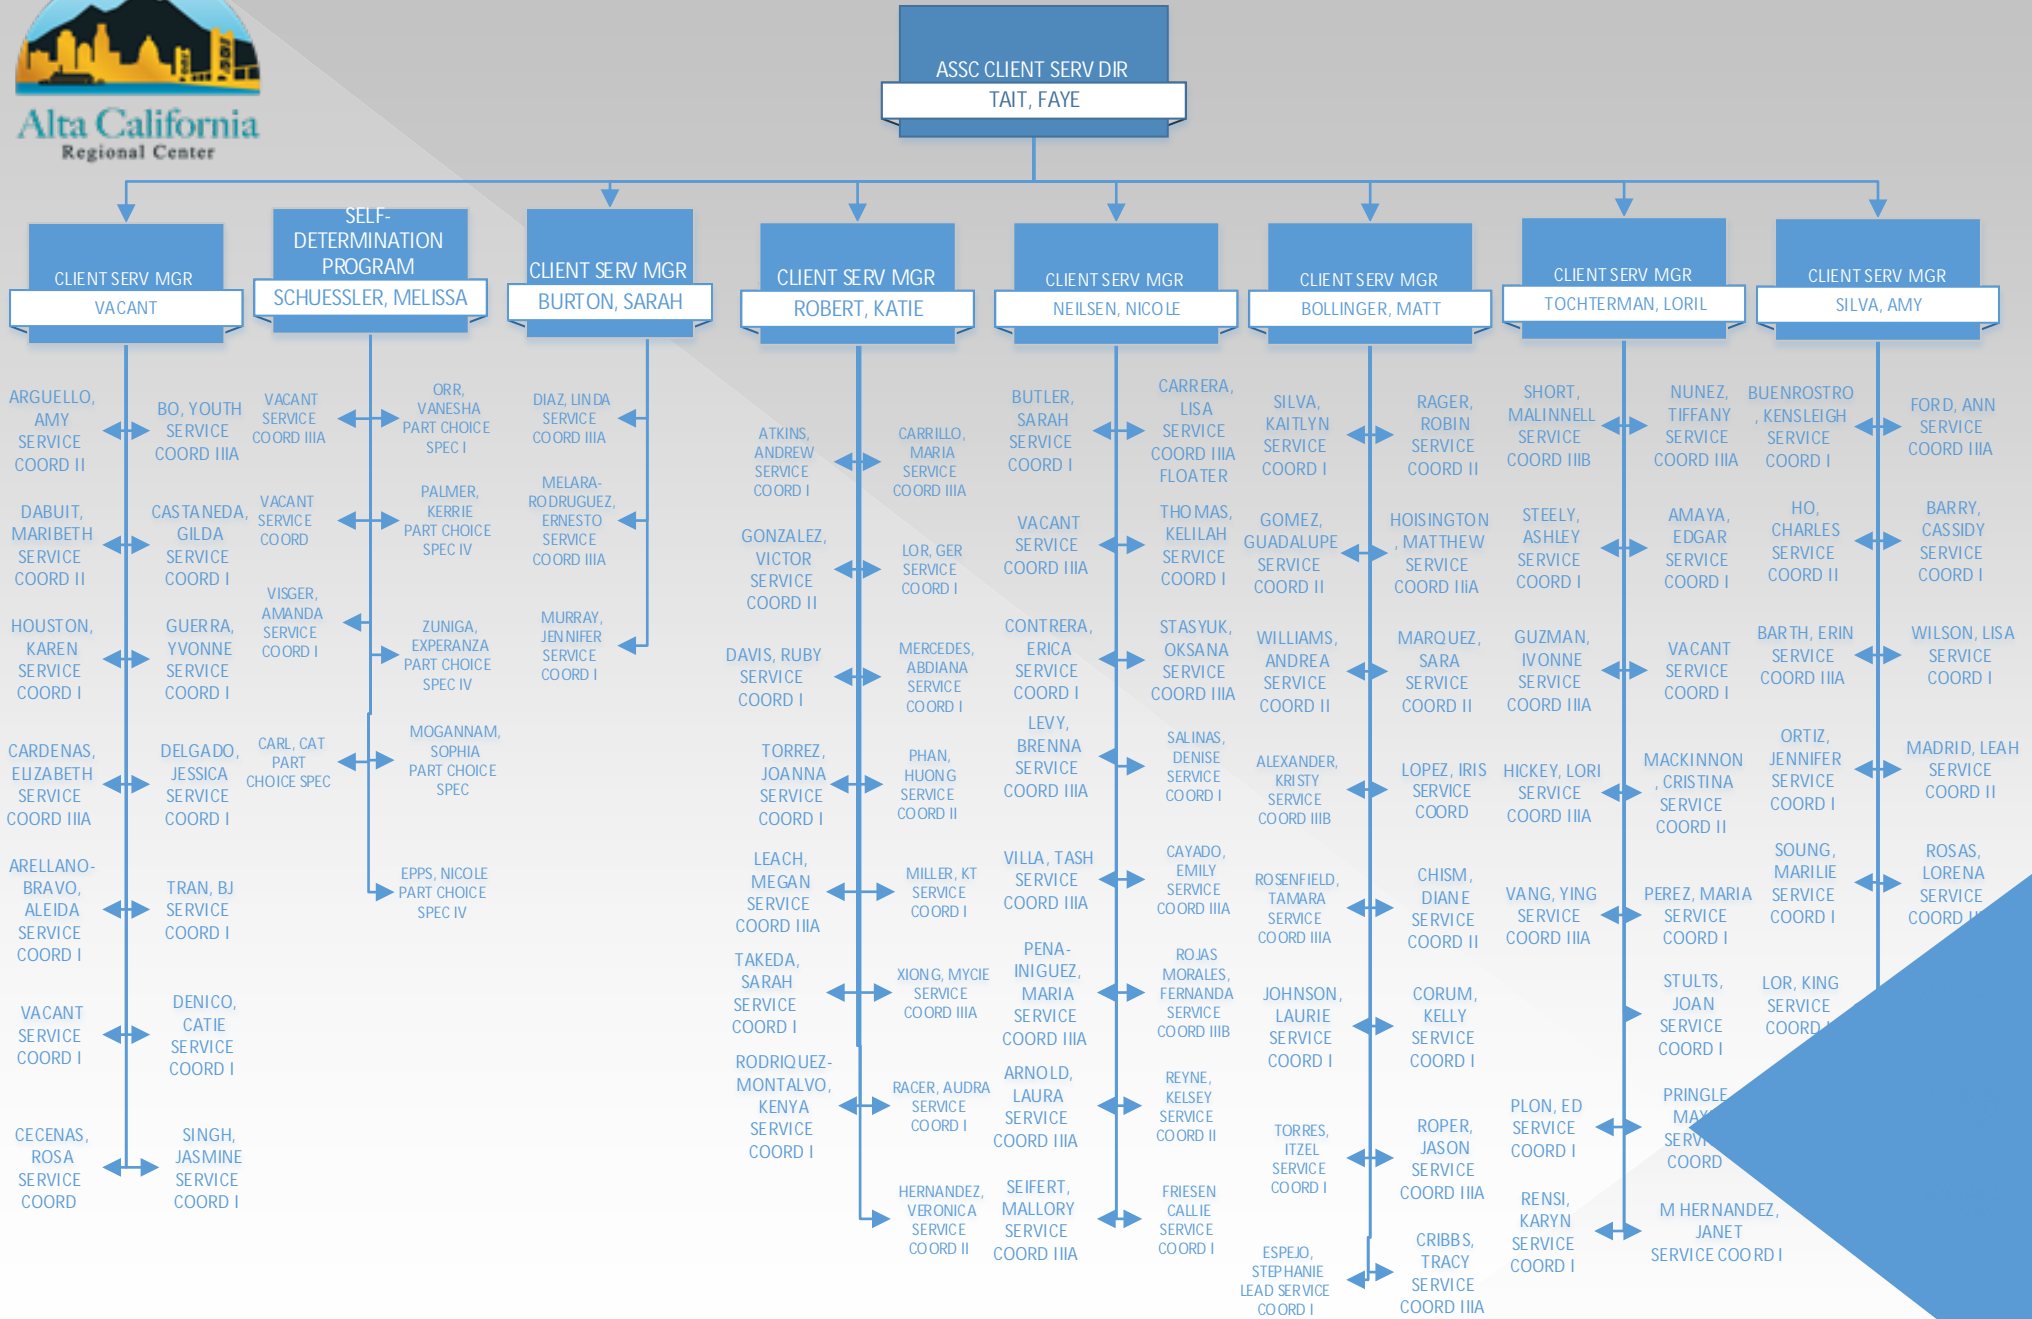 Alta California
Regional Center
ASSC CLIENT SERV DIR
TAIT, FAYE
CLIENT SERV MGR
VACANT
ARGUELLO,
AMY
SERVICE
COORD II
BO, YOUTH
SERVICE
COORD IIIA
DABUIT,
MARIBETH
SERVICE
COORD II
CASTANEDA,
GILDA
SERVICE
COORD I
HOUSTON,
KAREN
SERVICE
COORD I
GUERRA,
YVONNE
SERVICE
COORD I
CARDENAS,
ELIZABETH
SERVICE
COORD IIIA
DELGADO,
JESSICA
SERVICE
COORD I
ARELLANO-
BRAVO,
ALEIDA
SERVICE
COORD I
TRAN, BJ
SERVICE
COORD I
VACANT
SERVICE
COORD I
DENICO,
CATIE
SERVICE
COORD I
CECENAS,
ROSA
SERVICE
COORD
SINGH,
JASMINE
SERVICE
COORD I
SELF-
DETERMINATION
PROGRAM
SCHUESSLER, MELISSA
VACANT
SERVICE
COORD IIIA
ORR,
VANESHA
PART CHOICE
SPEC I
VACANT
SERVICE
COORD
PALMER,
KERRIE
PART CHOICE
SPEC IV
VISGER,
AMANDA
SERVICE
COORD I
ZUNIGA,
EXPERANZA
PART CHOICE
SPEC IV
CARL, CAT
PART
CHOICE SPEC
MOGANNAM,
SOPHIA
PART CHOICE
SPEC
EPPS, NICOLE
PART CHOICE
SPEC IV
CLIENT SERV MGR
BURTON, SARAH
DIAZ, LINDA
SERVICE
COORD IIIA
MELARA-
RODRUGUEZ,
ERNESTO
SERVICE
COORD IIIA
MURRAY,
JENNIFER
SERVICE
COORD I
CLIENT SERV MGR
ROBERT, KATIE
ATKINS,
ANDREW
SERVICE
COORD I
CARRILLO,
MARIA
SERVICE
COORD IIIA
GONZALEZ,
VICTOR
SERVICE
COORD II
LOR, GER
SERVICE
COORD I
DAVIS, RUBY
SERVICE
COORD I
MERCEDES,
ABDIANA
SERVICE
COORD I
TORREZ,
JOANNA
SERVICE
COORD I
PHAN,
HUONG
SERVICE
COORD II
LEACH,
MEGAN
SERVICE
COORD IIIA
MILLER, KT
SERVICE
COORD I
TAKEDA,
SARAH
SERVICE
COORD I
XIONG, MYCIE
SERVICE
COORD IIIA
RODRIQUEZ-
MONTALVO,
KENYA
SERVICE
COORD I
RACER, AUDRA
SERVICE
COORD I
HERNANDEZ,
VERONICA
SERVICE
COORD II
CLIENT SERV MGR
NEILSEN, NICOLE
BUTLER,
SARAH
SERVICE
COORD I
CARRERA,
LISA
SERVICE
COORD IIIA
FLOATER
VACANT
SERVICE
COORD IIIA
THOMAS,
KELILAH
SERVICE
COORD I
CONTRERA,
ERICA
SERVICE
COORD I
STASYUK,
OKSANA
SERVICE
COORD IIIA
LEVY,
BRENNA
SERVICE
COORD IIIA
SALINAS,
DENISE
SERVICE
COORD I
VILLA, TASH
SERVICE
COORD IIIA
CAYADO,
EMILY
SERVICE
COORD IIIA
PENA-
INIGUEZ,
MARIA
SERVICE
COORD IIIA
ROJAS
MORALES,
FERNANDA
SERVICE
COORD IIIB
ARNOLD,
LAURA
SERVICE
COORD IIIA
REYNE,
KELSEY
SERVICE
COORD II
SEIFERT,
MALLORY
SERVICE
COORD IIIA
FRIESEN
CALLIE
SERVICE
COORD I
CLIENT SERV MGR
BOLLINGER, MATT
SILVA,
KAITLYN
SERVICE
COORD I
RAGER,
ROBIN
SERVICE
COORD II
GOMEZ,
GUADALUPE
SERVICE
COORD II
HOISINGTON
, MATTHEW
SERVICE
COORD IIiA
WILLIAMS,
ANDREA
SERVICE
COORD II
MARQUEZ,
SARA
SERVICE
COORD II
ALEXANDER,
KRISTY
SERVICE
COORD IIIB
LOPEZ, IRIS
SERVICE
COORD
ROSENFIELD,
TAMARA
SERVICE
COORD IIIA
CHISM,
DIANE
SERVICE
COORD II
JOHNSON,
LAURIE
SERVICE
COORD I
CORUM,
KELLY
SERVICE
COORD I
TORRES,
ITZEL
SERVICE
COORD I
ROPER,
JASON
SERVICE
COORD IIIA
ESPEJO,
STEPHANIE
LEAD SERVICE
COORD I
CRIBBS,
TRACY
SERVICE
COORD IIIA
CLIENT SERV MGR
TOCHTERMAN, LORIL
SHORT,
MALINNELL
SERVICE
COORD IIIB
NUNEZ,
TIFFANY
SERVICE
COORD IIIA
STEELY,
ASHLEY
SERVICE
COORD I
AMAYA,
EDGAR
SERVICE
COORD I
GUZMAN,
IVONNE
SERVICE
COORD IIIA
VACANT
SERVICE
COORD I
HICKEY, LORI
SERVICE
COORD IIIA
MACKINNON
, CRISTINA
SERVICE
COORD II
VANG, YING
SERVICE
COORD IIIA
PEREZ, MARIA
SERVICE
COORD I
STULTS,
JOAN
SERVICE
COORD I
PLON, ED
SERVICE
COORD I
PRINGLE
COORD
RENSI,
KARYN
SERVICE
COORD I
M HERNANDEZ,
JANET
SERVICE COORD I
CLIENT SERV MGR
SILVA, AMY
BUENROSTRO
, KENSLEIGH
SERVICE
COORD I
FORD, ANN
SERVICE
COORD IIIA
HO,
CHARLES
SERVICE
COORD II
BARRY,
CASSIDY
SERVICE
COORD I
BARTH, ERIN
SERVICE
COORD IIIA
WILSON, LISA
SERVICE
COORD I
ORTIZ,
JENNIFER
SERVICE
COORD I
MADRID, LEAH
SERVICE
COORD II
SOUNG,
MARILIE
SERVICE
COORD I
ROSAS,
LORENA
SERVICE
COORD
LOR, KING
SERVICE
COORD